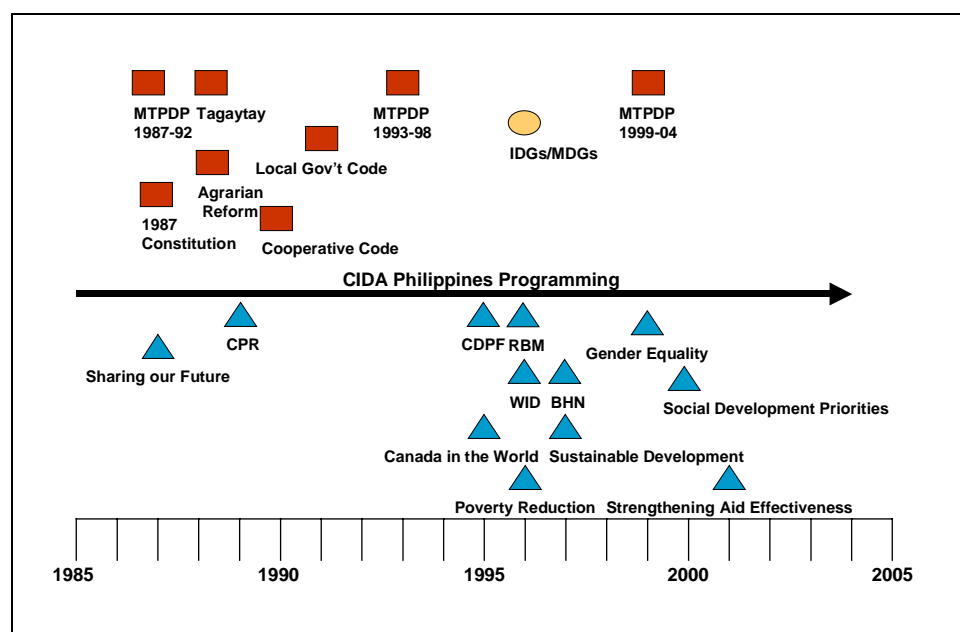 MTPDP
1987-92
Tagaytay
MTPDP
1993-98
MTPDP
1999-04
IDGs/MDGs
Local Gov't Code
Agrarian
Reform
1987
Constitution
Cooperative Code
CIDA Philippines Programming
CPR
CDPF
RBM
Gender Equality
Sharing our Future
WID
BHN
Social Development Priorities
Canada in the World
Sustainable Development
Poverty Reduction
Strengthening Aid Effectiveness
1985
1990
1995
2000
2005